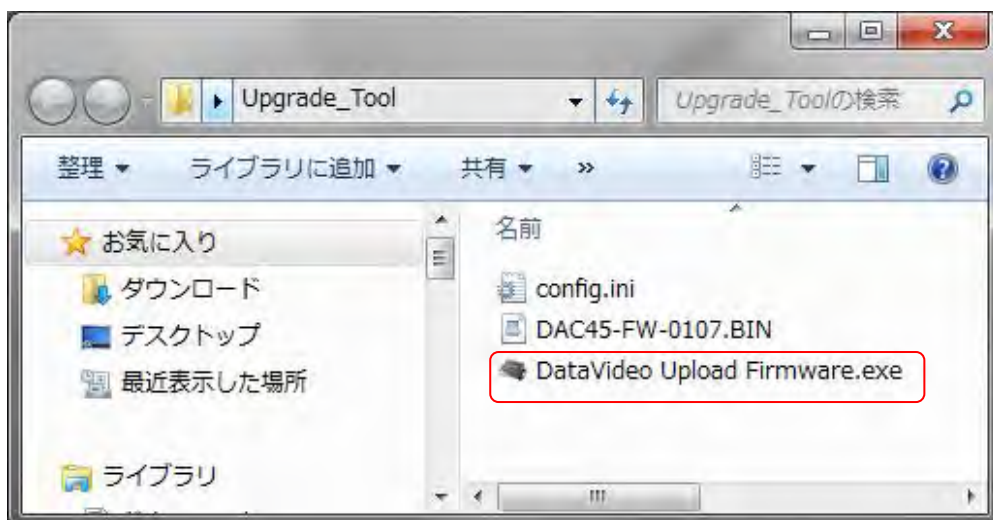 Upgrade_Tool
Upgrade_Toolの検索
整理 ライブラリに追加 共有 »
お気に入り
ダウンロード
デスクトップ
最近表示した場所
ライブラリ
名前
config.ini
DAC45-FW-0107.BIN
DataVideo Upload Firmware.exe